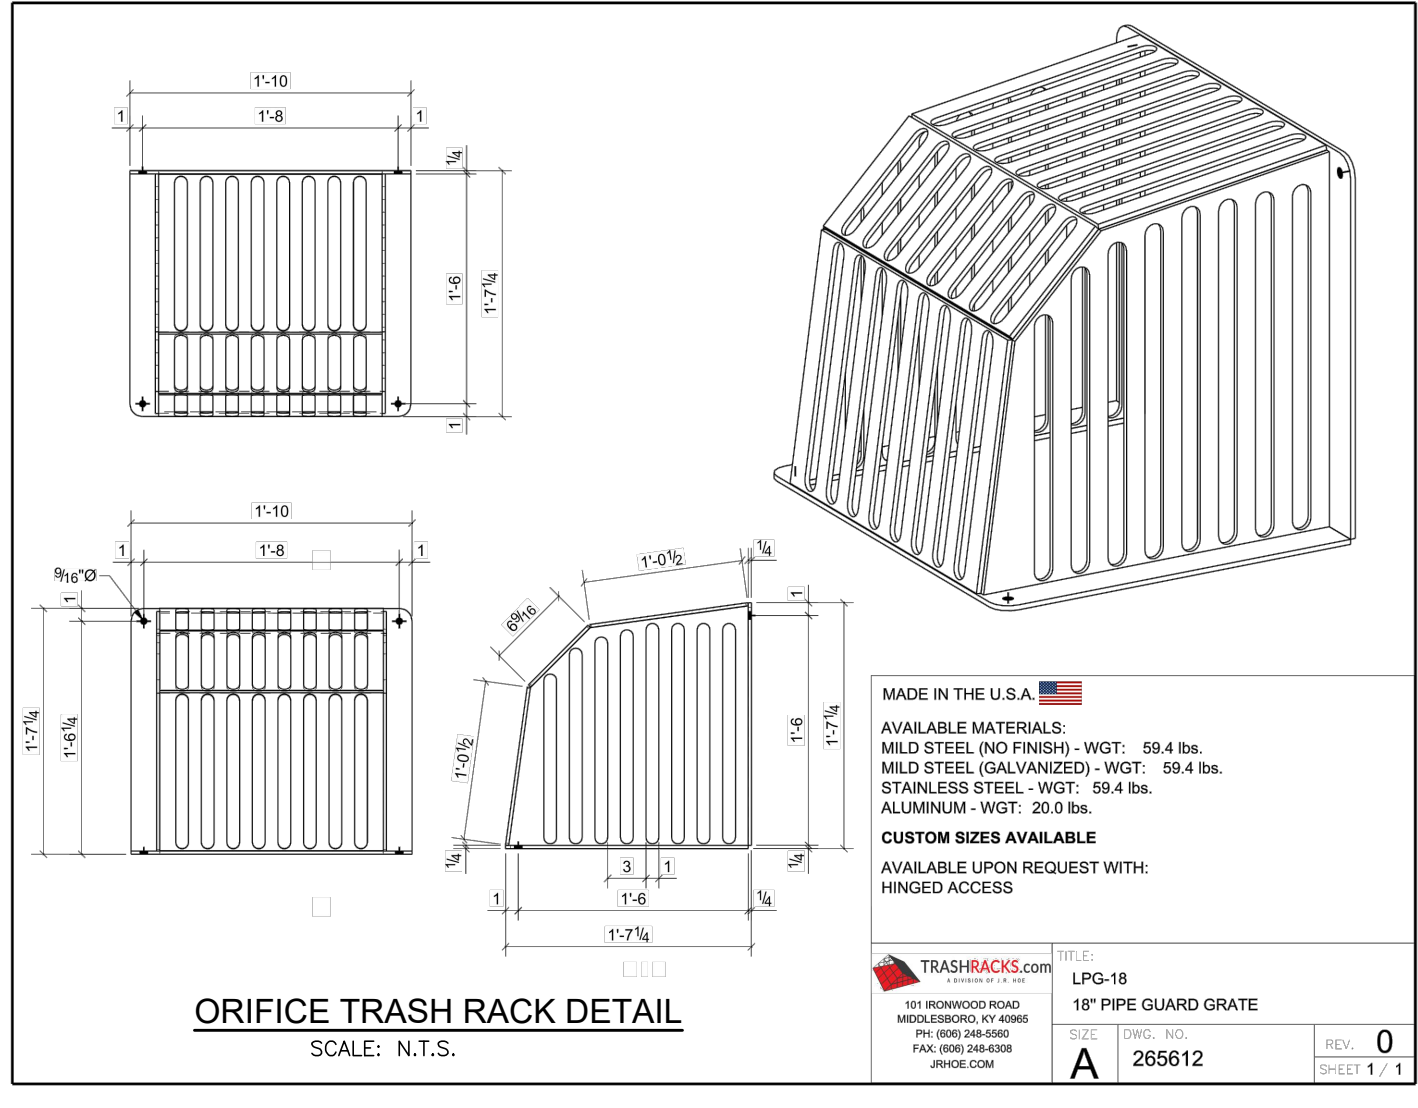 1'-10
1
1'-8
1
1/4
1'-6
1'-7 1/4
1
1'-10
1
1'-8
1
9/16"Ø
1
1'-7 1/4
1'-6 1/4
1'-0 1/2
1/4
6 9/16
1
1'-0 1/2
1'-6
1'-7 1/4
1/4
1/4
3
1
1
1'-6
1/4
1'-7 1/4
ORIFICE TRASH RACK DETAIL
SCALE: N.T.S.
MADE IN THE U.S.A.
AVAILABLE MATERIALS:
MILD STEEL (NO FINISH) - WGT: 59.4 lbs.
MILD STEEL (GALVANIZED) - WGT: 59.4 lbs.
STAINLESS STEEL - WGT: 59.4 lbs.
ALUMINUM - WGT: 20.0 lbs.
CUSTOM SIZES AVAILABLE
AVAILABLE UPON REQUEST WITH:
HINGED ACCESS
TRASHRACKS.com
A DIVISION OF J.R. HOE
101 IRONWOOD ROAD
MIDDLESBORO, KY 40965
PH: (606) 248-5560
FAX: (606) 248-6308
JRHOE.COM
TITLE:
LPG-18
18" PIPE GUARD GRATE
SIZE
A
DWG. NO.
265612
REV. 0
SHEET 1 / 1